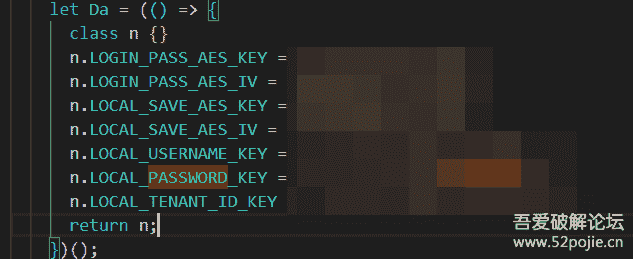 let Da = (() => {
class n {}
n.LOGIN_PASS_AES_KEY =
n.LOGIN_PASS_AES_IV =
n.LOCAL_SAVE_AES_KEY =
n.LOCAL_SAVE_AES_IV =
n.LOCAL_USERNAME_KEY =
n.LOCAL_PASSWORD_KEY =
n.LOCAL_TENANT_ID_KEY
return n;
})();
吾爱破解论坛
www.52pojie.cn